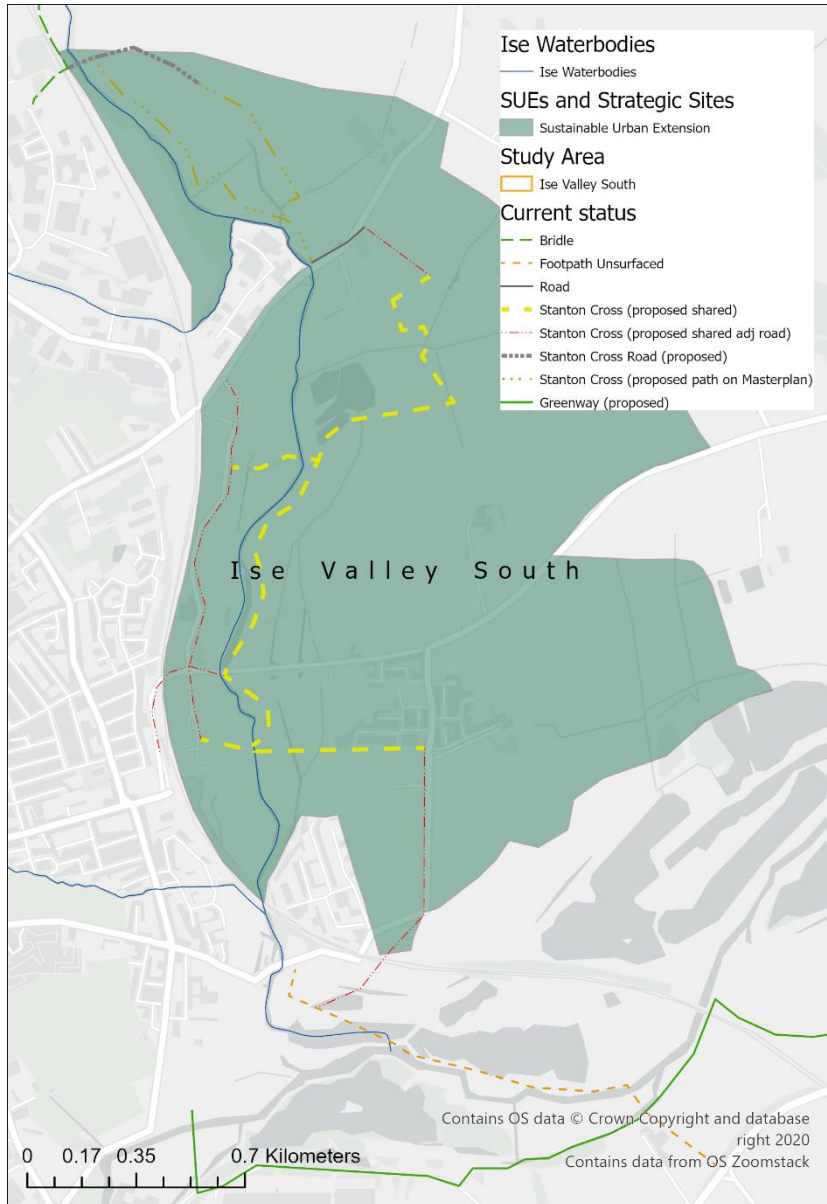 Ise Waterbodies
Ise Waterbodies
SUEs and Strategic Sites
Sustainable Urban Extension
Study Area
Ise Valley South
Current status
Bridle
Footpath Unsurfaced
Road
Stanton Cross (proposed shared)
Stanton Cross (proposed shared adj road)
Stanton Cross Road (proposed)
Stanton Cross (proposed path on Masterplan)
Greenway (proposed)
Ise Valley South
Contains OS data © Crown Copyright and database
right 2020
Contains data from OS Zoomstack
0 0.17 0.35 0.7 Kilometers